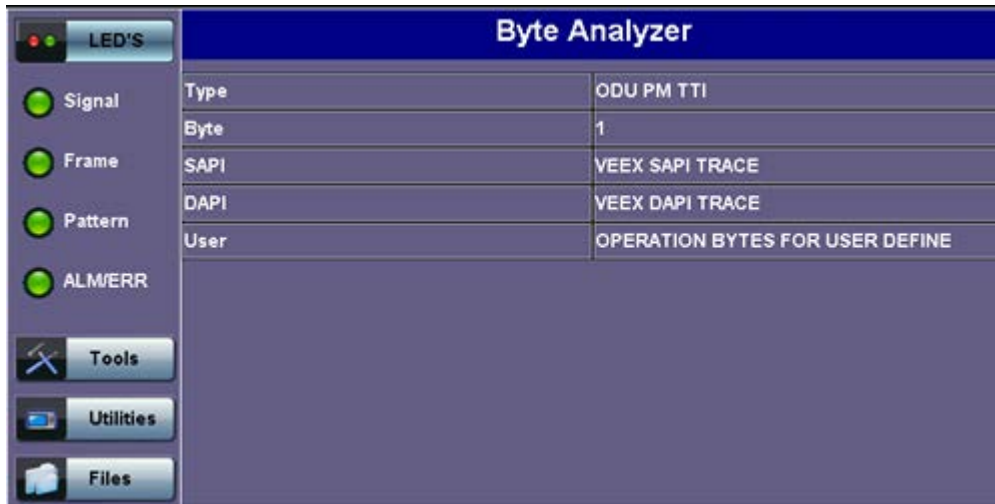 LED'S
Byte Analyzer
Signal
Frame
Pattern
ALM/ERR
Tools
Utilities
Files
Type ODU PM TTI
Byte 1
SAPI VEEX SAPI TRACE
DAPI VEEX DAPI TRACE
User OPERATION BYTES FOR USER DEFINE